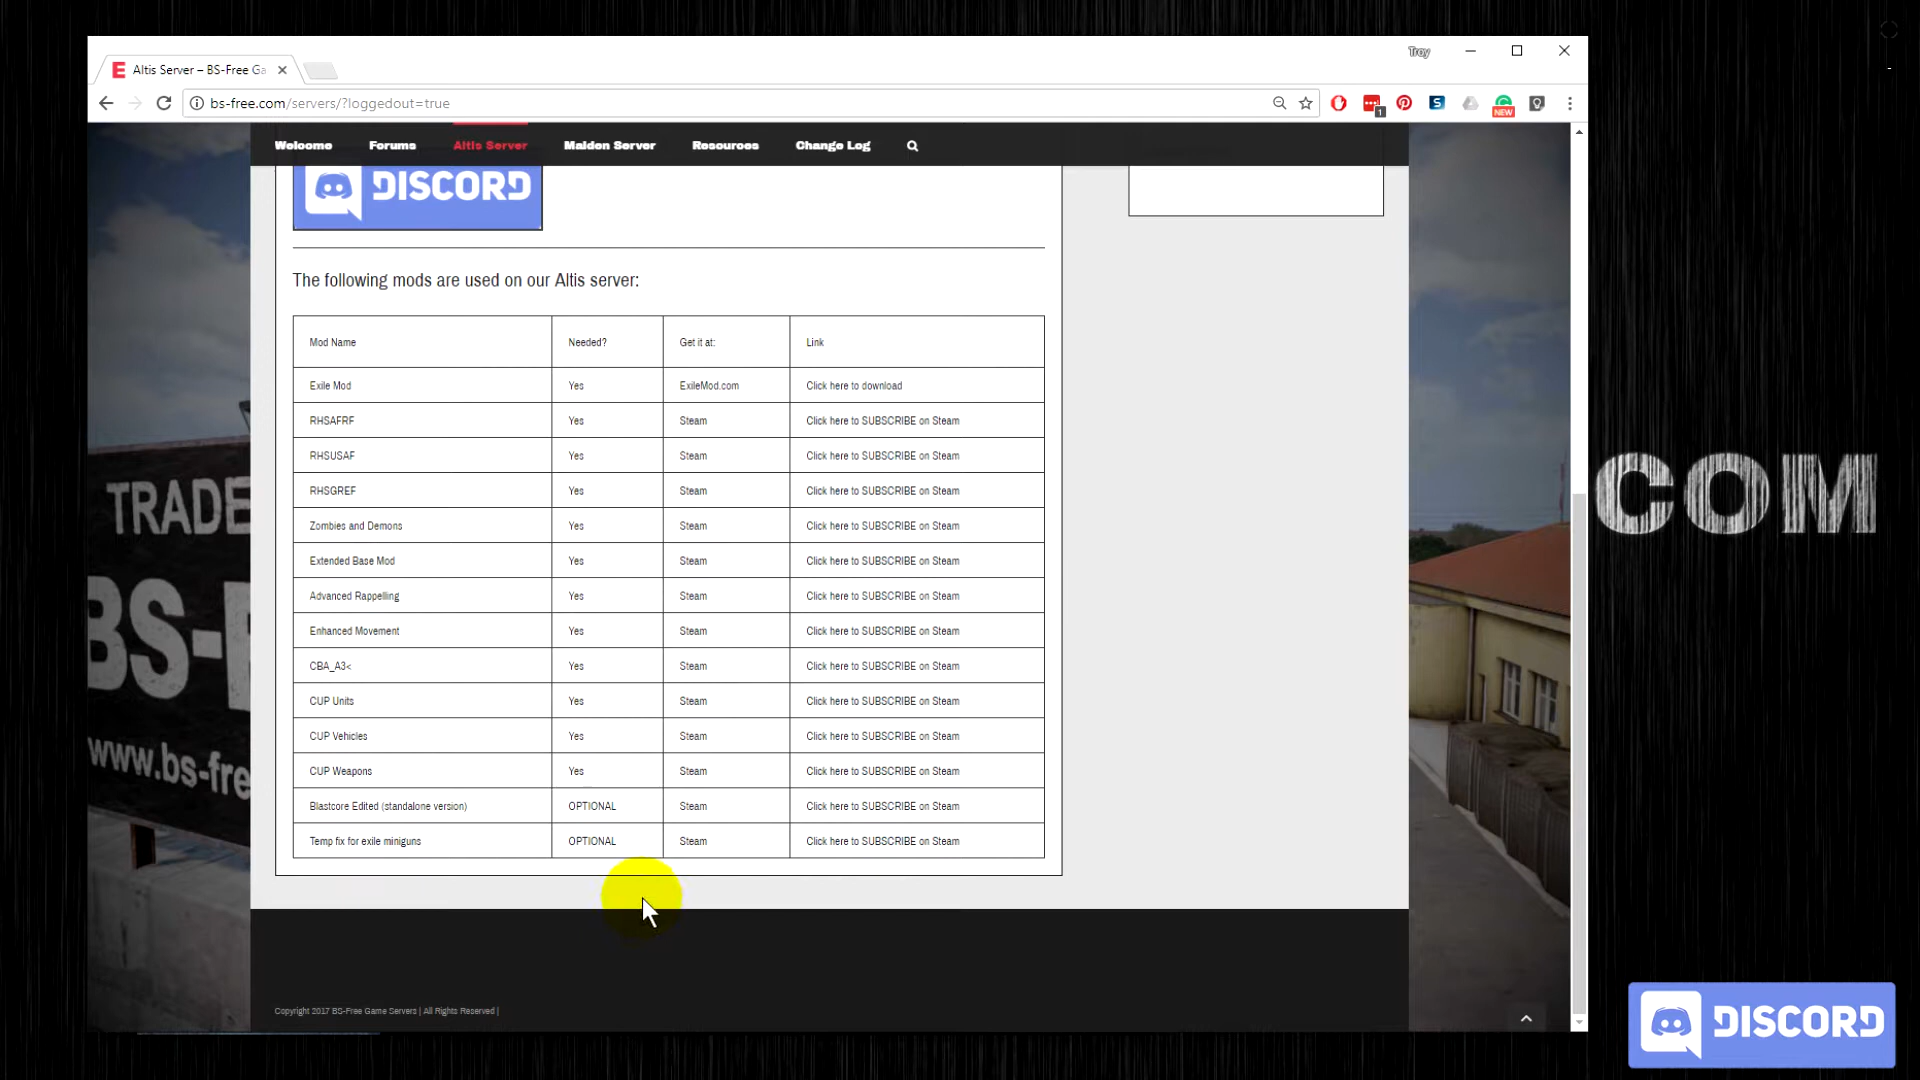 Troy
Altis Server – BS-Free Ga
bs-free.com/servers/?loggedout=true
1
NEW
Welcome Forums Altis Server Malden Server Resources Change Log
DISCORD
The following mods are used on our Altis server:
Mod Name Needed? Get it at: Link
Exile Mod Yes ExileMod.com Click here to download
RHSAFRF Yes Steam Click here to SUBSCRIBE on Steam
RHSUSAF Yes Steam Click here to SUBSCRIBE on Steam
RHSGREF Yes Steam Click here to SUBSCRIBE on Steam
Zombies and Demons Yes Steam Click here to SUBSCRIBE on Steam
Extended Base Mod Yes Steam Click here to SUBSCRIBE on Steam
Advanced Rappelling Yes Steam Click here to SUBSCRIBE on Steam
Enhanced Movement Yes Steam Click here to SUBSCRIBE on Steam
CBA_A3< Yes Steam Click here to SUBSCRIBE on Steam
CUP Units Yes Steam Click here to SUBSCRIBE on Steam
CUP Vehicles Yes Steam Click here to SUBSCRIBE on Steam
CUP Weapons Yes Steam Click here to SUBSCRIBE on Steam
Blastcore Edited (standalone version) OPTIONAL Steam Click here to SUBSCRIBE on Steam
Temp fix for exile miniguns OPTIONAL Steam Click here to SUBSCRIBE on Steam
Copyright 2017 BS-Free Game Servers | All Rights Reserved |
TRADE
BS-F
www.bs-fre
COM
DISCORD